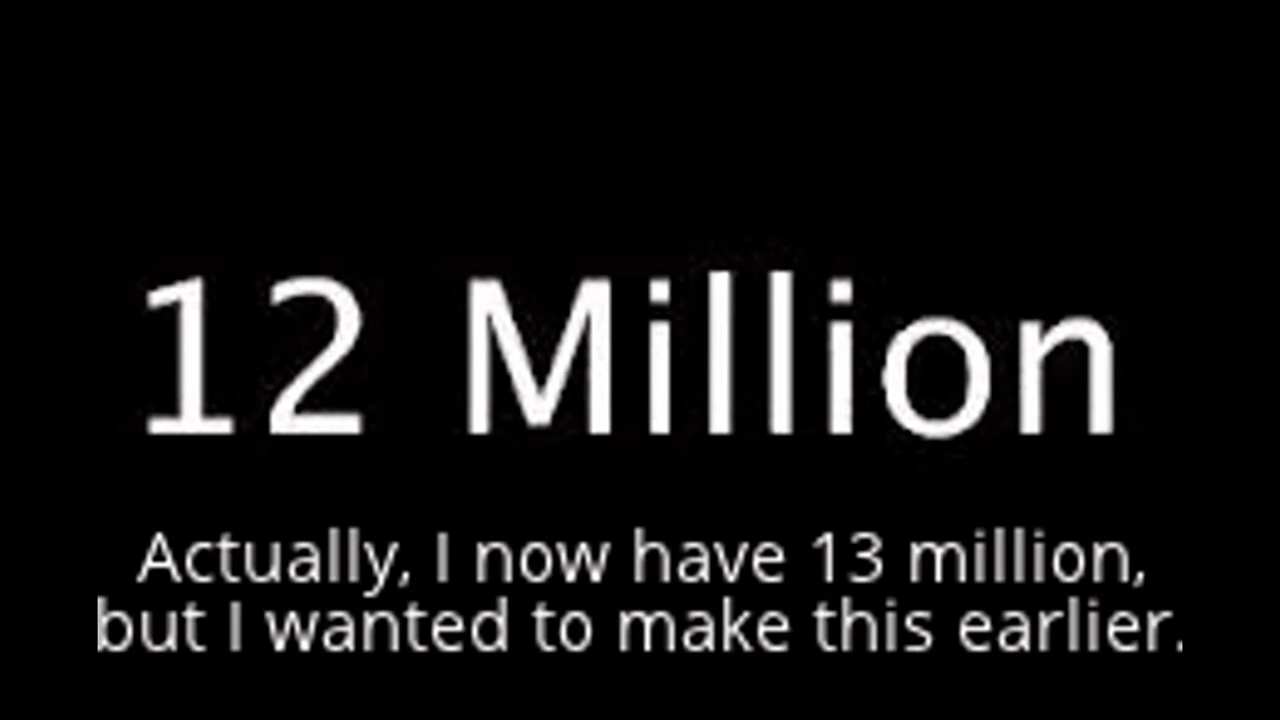 12 Million
Actually, I now have 13 million,
but I wanted to make this earlier.